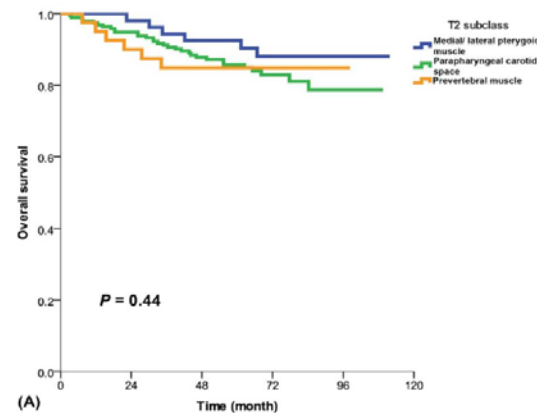 T2 subclass
Medial/ lateral pterygoid
muscle
Parapharyngeal carotid
space
Prevertebral muscle
1.0
0.8
0.6
0.4
0.2
0.0
Overall survival
P = 0.44
0 24 48 72 96 120
Time (month)
(A)